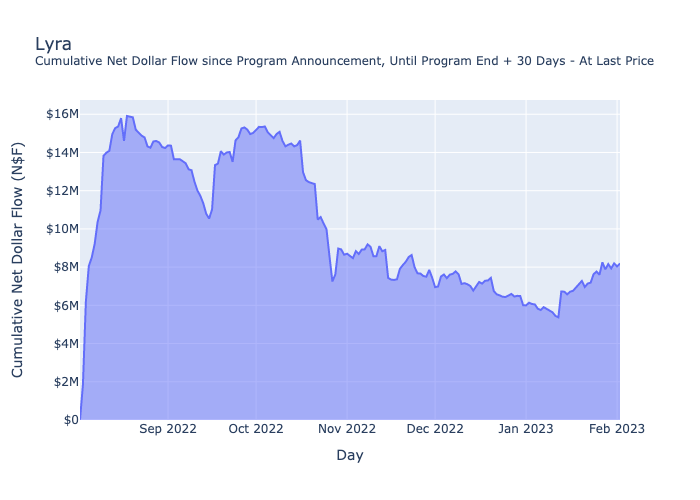 Lyra
Cumulative Net Dollar Flow since Program Announcement, Until Program End + 30 Days - At Last Price
Cumulative Net Dollar Flow (N$F)
$16M
$14M
$12M
$10M
$8M
$6M
$4M
$2M
$0
Sep 2022 Oct 2022 Nov 2022 Dec 2022 Jan 2023 Feb 2023
Day